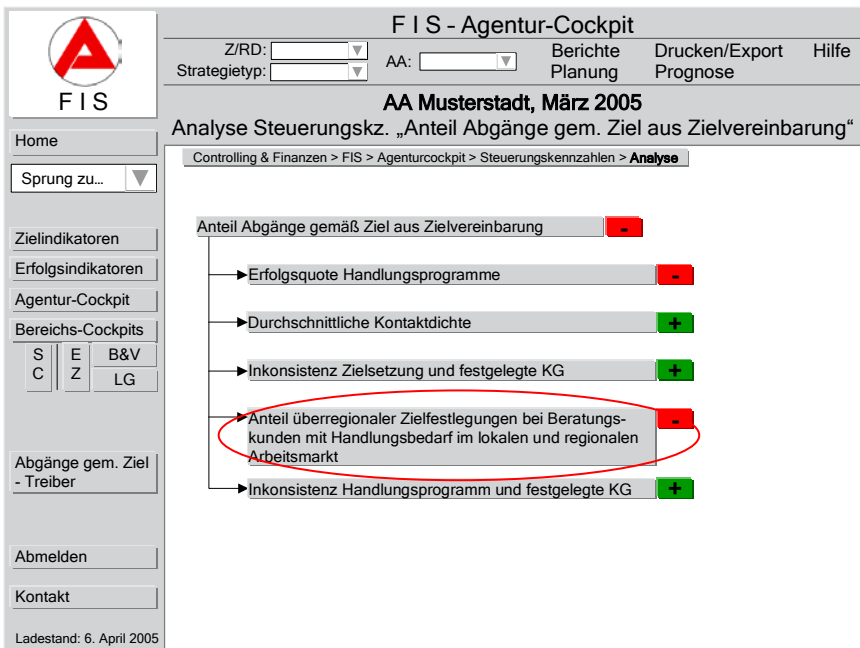 F I S - Agentur-Cockpit
Z/RD:
Strategietyp:
AA:
Berichte
Planung
Drucken/Export
Prognose
Hilfe
F I S
AA Musterstadt, März 2005
Analyse Steuerungskz. „Anteil Abgänge gem. Ziel aus Zielvereinbarung“
Controlling & Finanzen > FIS > Agenturcockpit > Steuerungskennzahlen > Analyse
Home
Sprung zu...
Zielindikatoren
Erfolgsindikatoren
Agentur-Cockpit
Bereichs-Cockpits
S C
E Z
B&V
LG
Abgänge gem. Ziel
- Treiber
Abmelden
Kontakt
Ladestand: 6. April 2005
Anteil Abgänge gemäß Ziel aus Zielvereinbarung -
Erfolgsquote Handlungsprogramme -
Durchschnittliche Kontaktdichte +
Inkonsistenz Zielsetzung und festgelegte KG +
Anteil überregionaler Zielfestlegungen bei Beratungs- -
kunden mit Handlungsbedarf im lokalen und regionalen
Arbeitsmarkt
Inkonsistenz Handlungsprogramm und festgelegte KG +